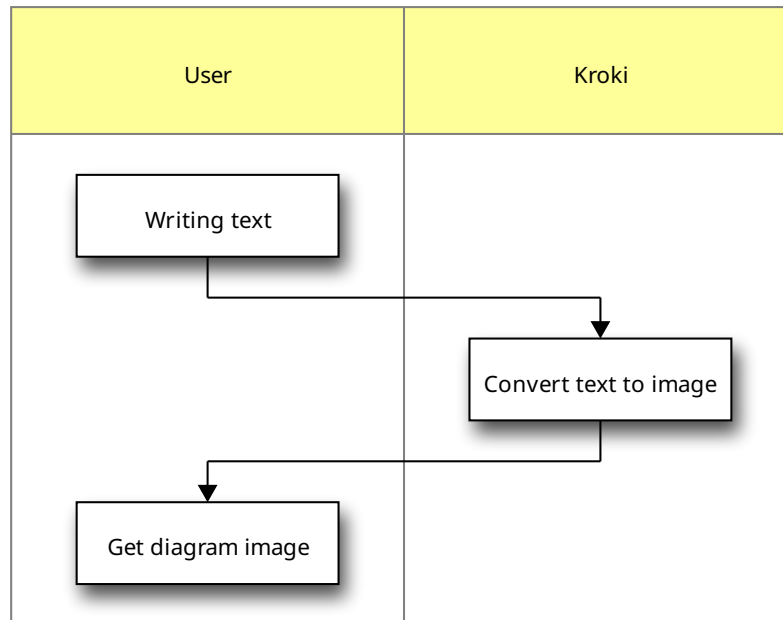 User
Kroki
Writing text
Convert text to image
Get diagram image